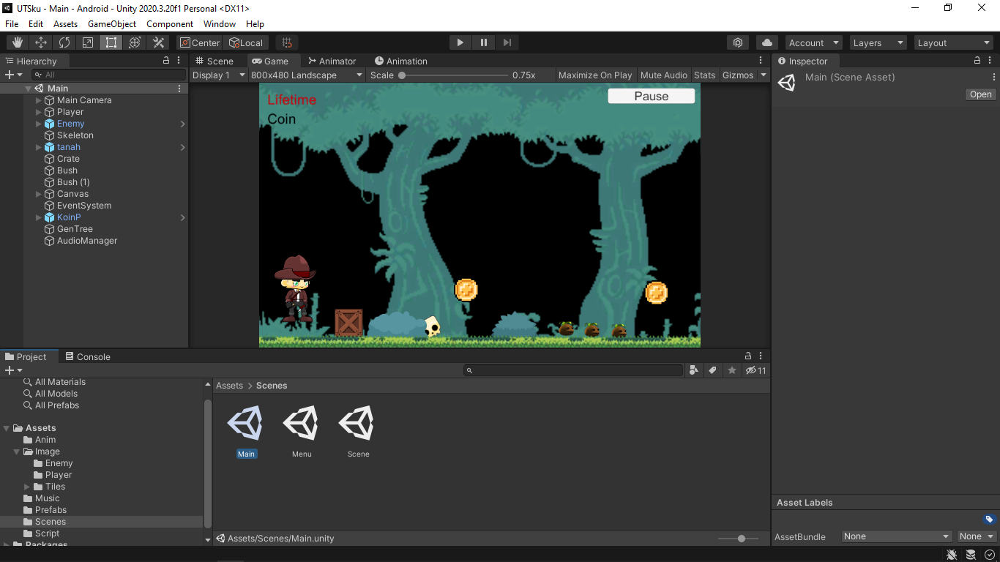 UTSku - Main - Android - Unity 2020.3.20f1 Personal <DX11>
File Edit Assets GameObject Component Window Help
Center Local Account Layers Layout
Hierarchy
All
Main
Main Camera
Player
Enemy
Skeleton
tanah
Crate
Bush
Bush (1)
Canvas
EventSystem
KoinP
GenTree
AudioManager
Scene Game Animator Animation
Display 1 800x480 Landscape Scale 0.75x Maximize On Play Mute Audio Stats Gizmos
Lifetime
Coin
Pause
Inspector
Main (Scene Asset)
Open
Project Console
11
All Materials
All Models
All Prefabs
Assets
Anim
Image
Enemy
Player
Tiles
Music
Prefabs
Scenes
Script
Packages
Assets > Scenes
Main Menu Scene
Assets/Scenes/Main.unity
Asset Labels
AssetBundle None None